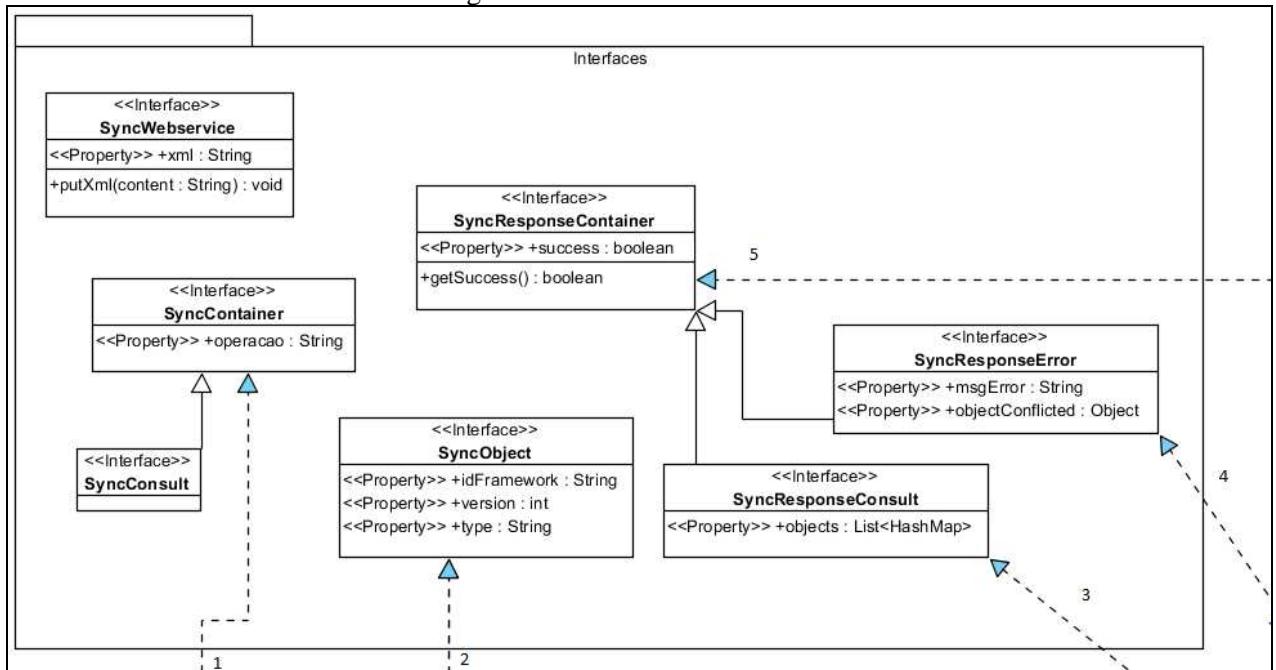 Interfaces
<<Interface>>
SyncWebservice
<<Property>> +xml : String
+putXml(content : String) : void
<<Interface>>
SyncResponseContainer
<<Property>> +success : boolean
+getSuccess() : boolean
5
<<Interface>>
SyncContainer
<<Property>> +operacao : String
<<Interface>>
SyncResponseError
<<Property>> +msgError : String
<<Property>> +objectConflicted : Object
<<Interface>>
SyncConsult
<<Interface>>
SyncObject
<<Property>> +idFramework : String
<<Property>> +version : int
<<Property>> +type : String
<<Interface>>
SyncResponseConsult
<<Property>> +objects : List<HashMap>
4
3
1
2